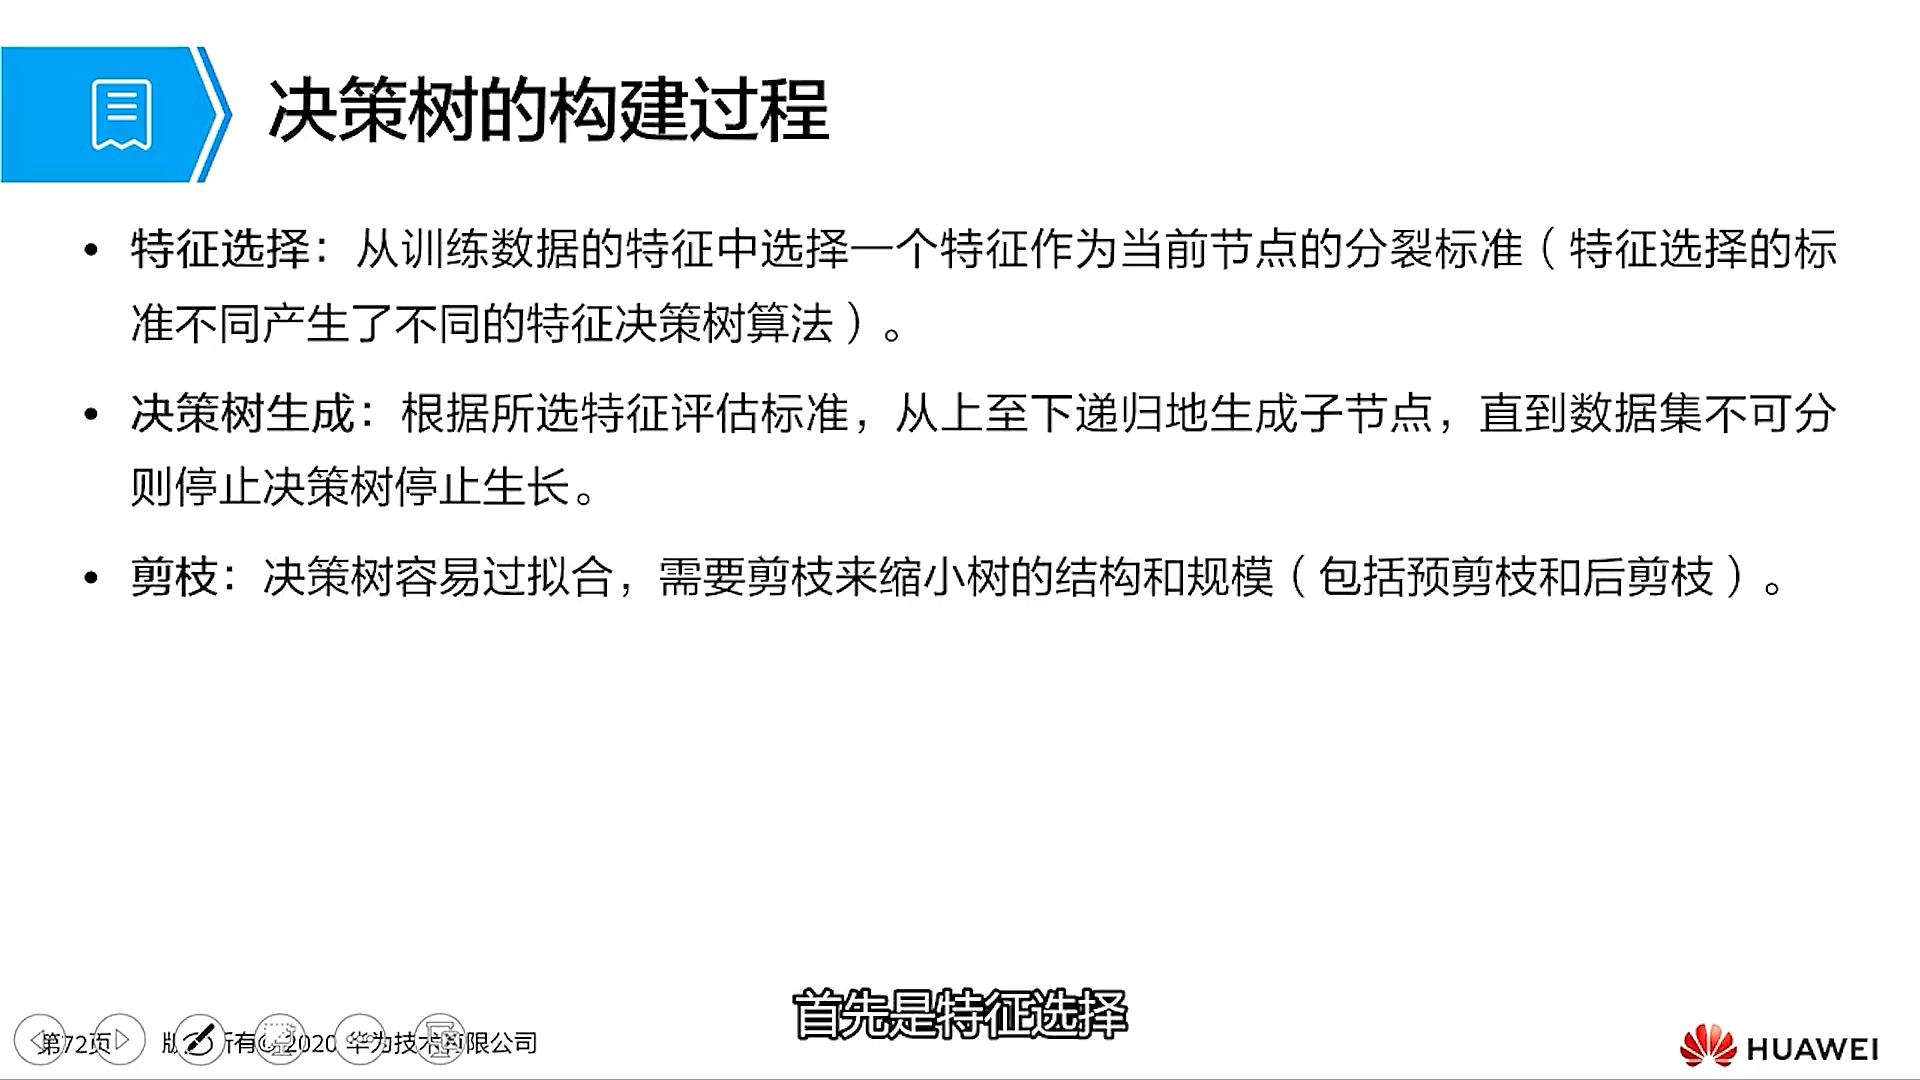 决策树的构建过程
• 特征选择：从训练数据的特征中选择一个特征作为当前节点的分裂标准（特征选择的标
准不同产生了不同的特征决策树算法）。
• 决策树生成：根据所选特征评估标准，从上至下递归地生成子节点，直到数据集不可分
则停止决策树停止生长。
• 剪枝：决策树容易过拟合，需要剪枝来缩小树的结构和规模（包括预剪枝和后剪枝）。
首先是特征选择
第72页 版权所有© 2020 华为技术有限公司
HUAWEI